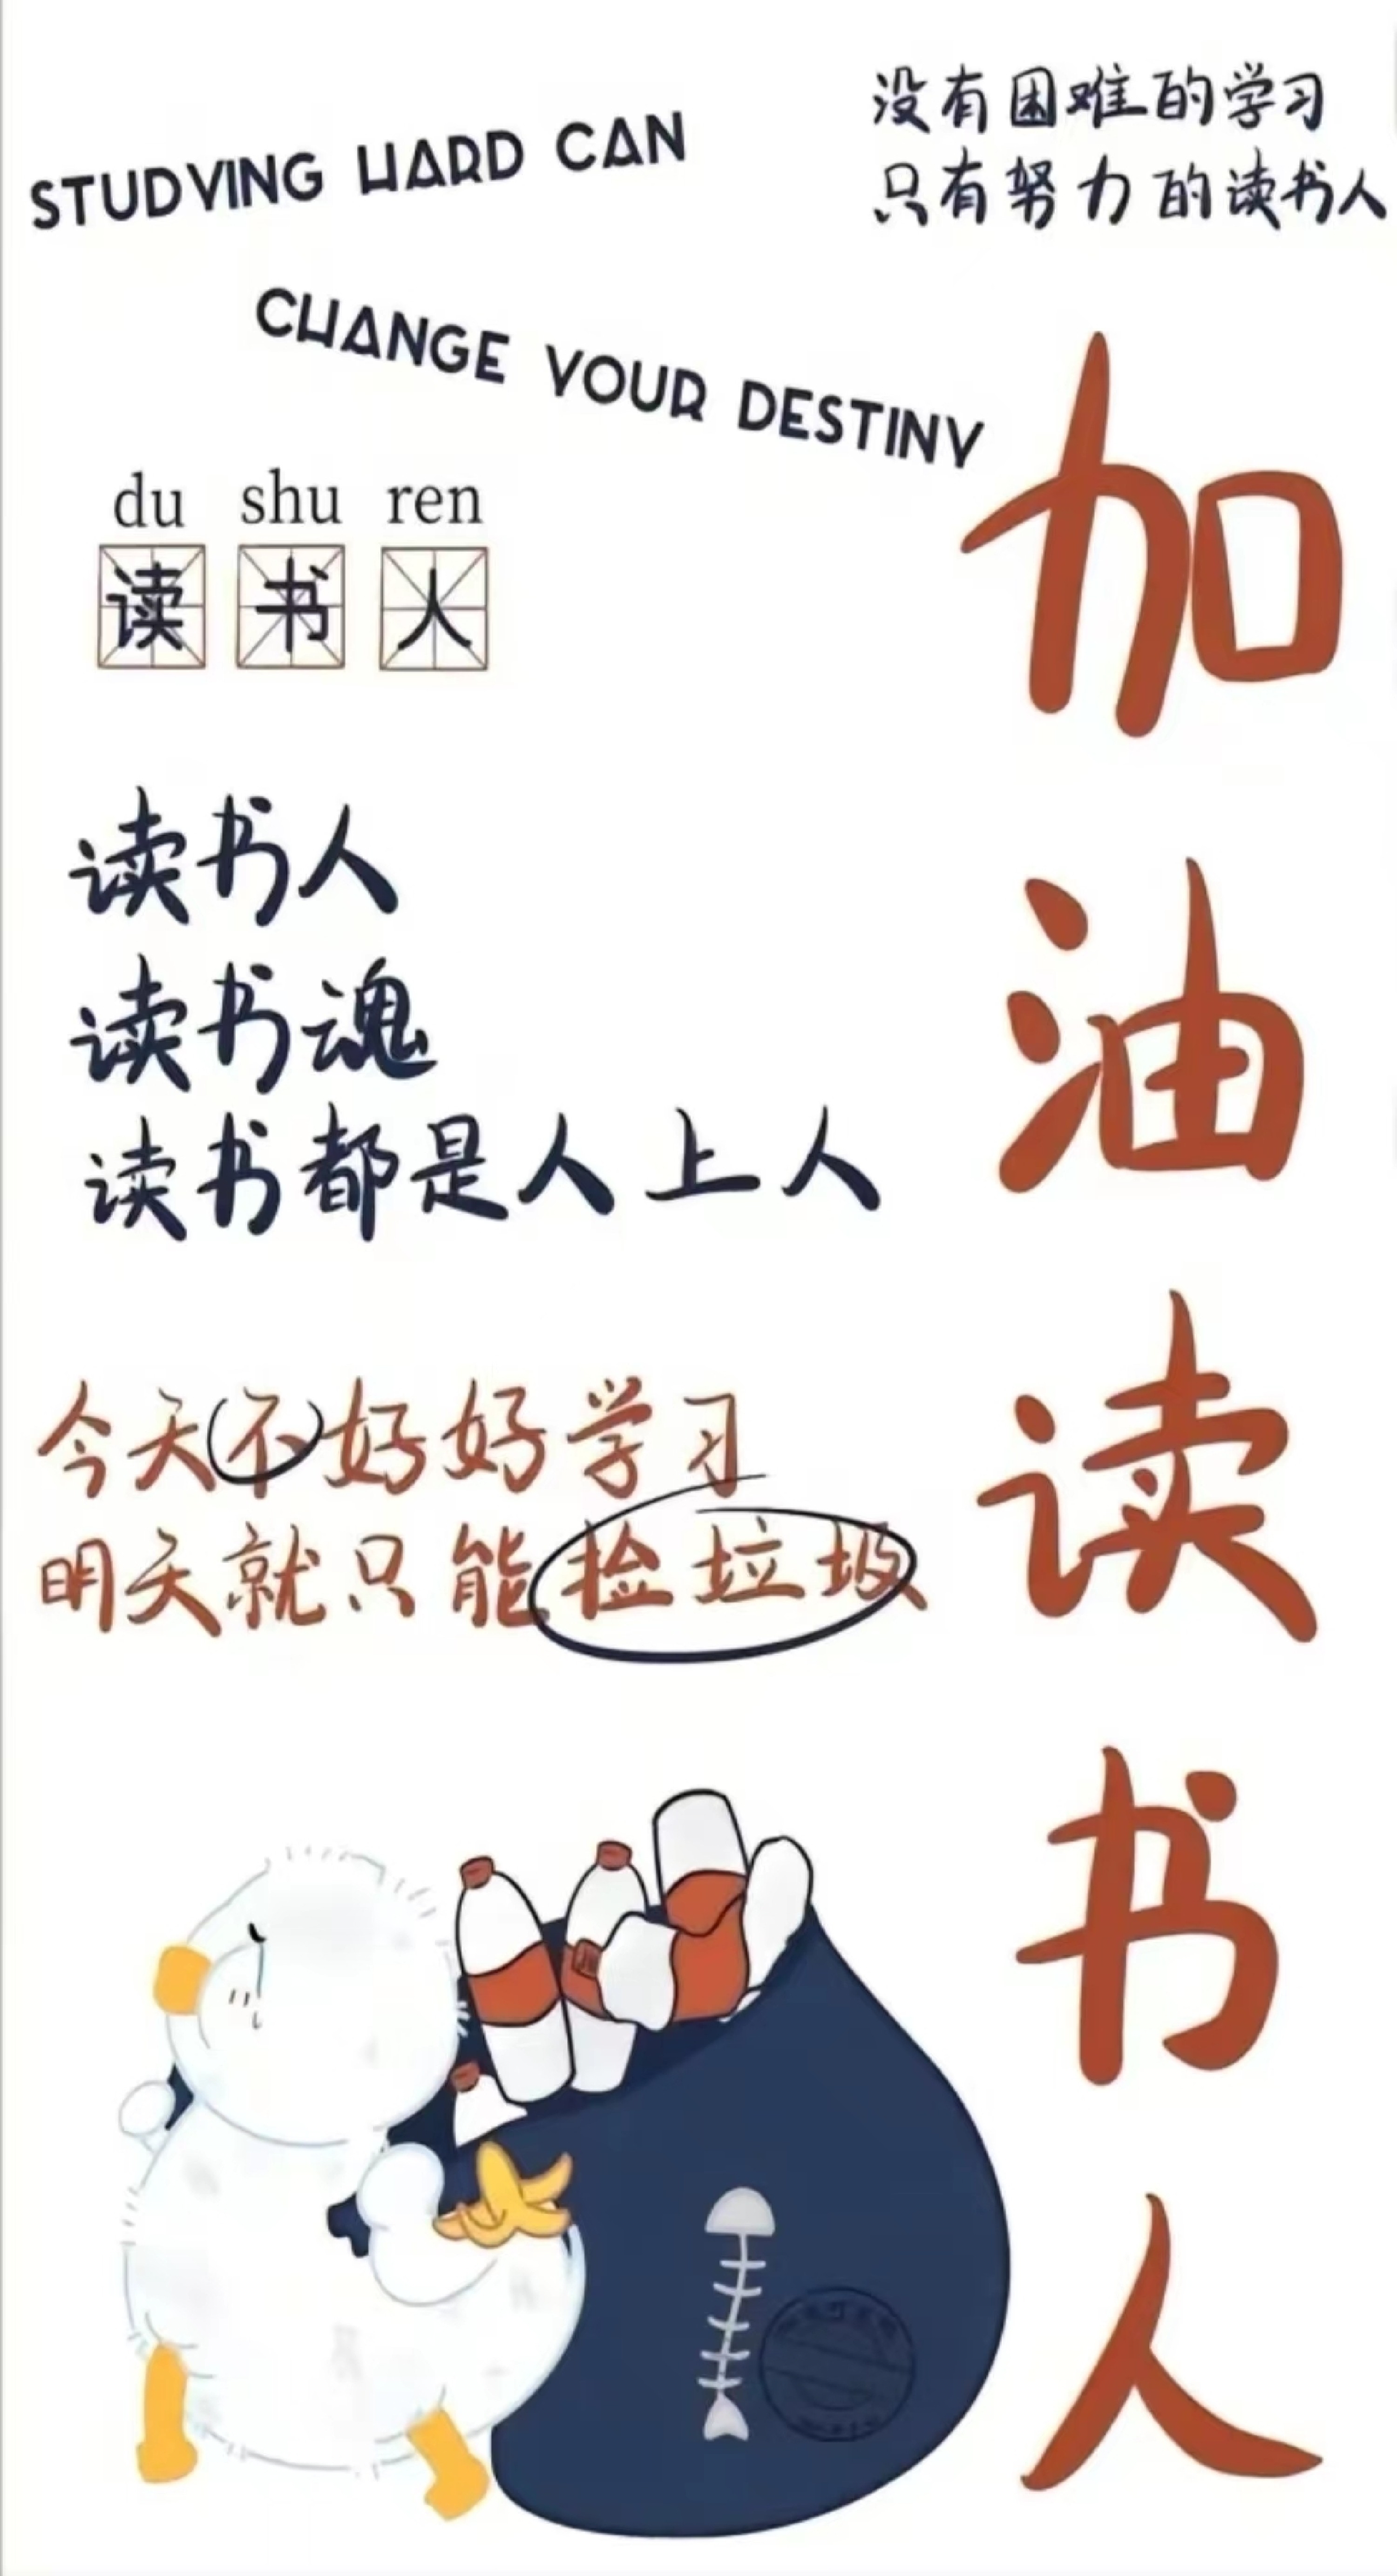 没有困难的学习
只有努力的读书人
STUDYING HARD CAN
CHANGE YOUR DESTINY
du shu ren
读书人
读书人
读书魂
读书都是人上人
今天不好好学习
明天就只能捡垃圾
加油读书人